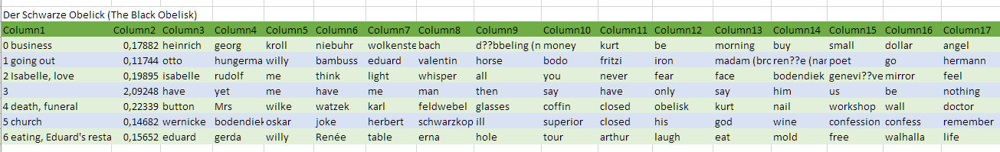 Der Schwarze Obelick (The Black Obelisk)
Column1 Column2 Column3 Column4 Column5 Column6 Column7 Column8 Column9 Column10 Column11 Column12 Column13 Column14 Column15 Column16 Column17
0 business 0,17882 heinrich georg kroll niebuhr wolkenste bach d??bbeling (n money kurt be morning buy small dollar angel
1 going out 0,11744 otto hungerma willy bambuss eduard valentin horse bodo fritzi iron madam (bro ren??e (nar poet go hermann
2 Isabelle, love 0,19895 isabelle rudolf me think light whisper all you never fear face bodendiek genevi??ve mirror feel
3 2,09248 have yet me have me man then say have only say him us be nothing
4 death, funeral 0,22339 button Mrs wilke watzek karl feldwebel glasses coffin closed obelisk kurt nail workshop wall doctor
5 church 0,14682 wernicke bodendiek oskar joke herbert schwarzkop ill superior closed his god wine confession confess remember
6 eating, Eduard's resta 0,15652 eduard gerda willy Renée table erna hole tour arthur laugh eat mold free walhalla life